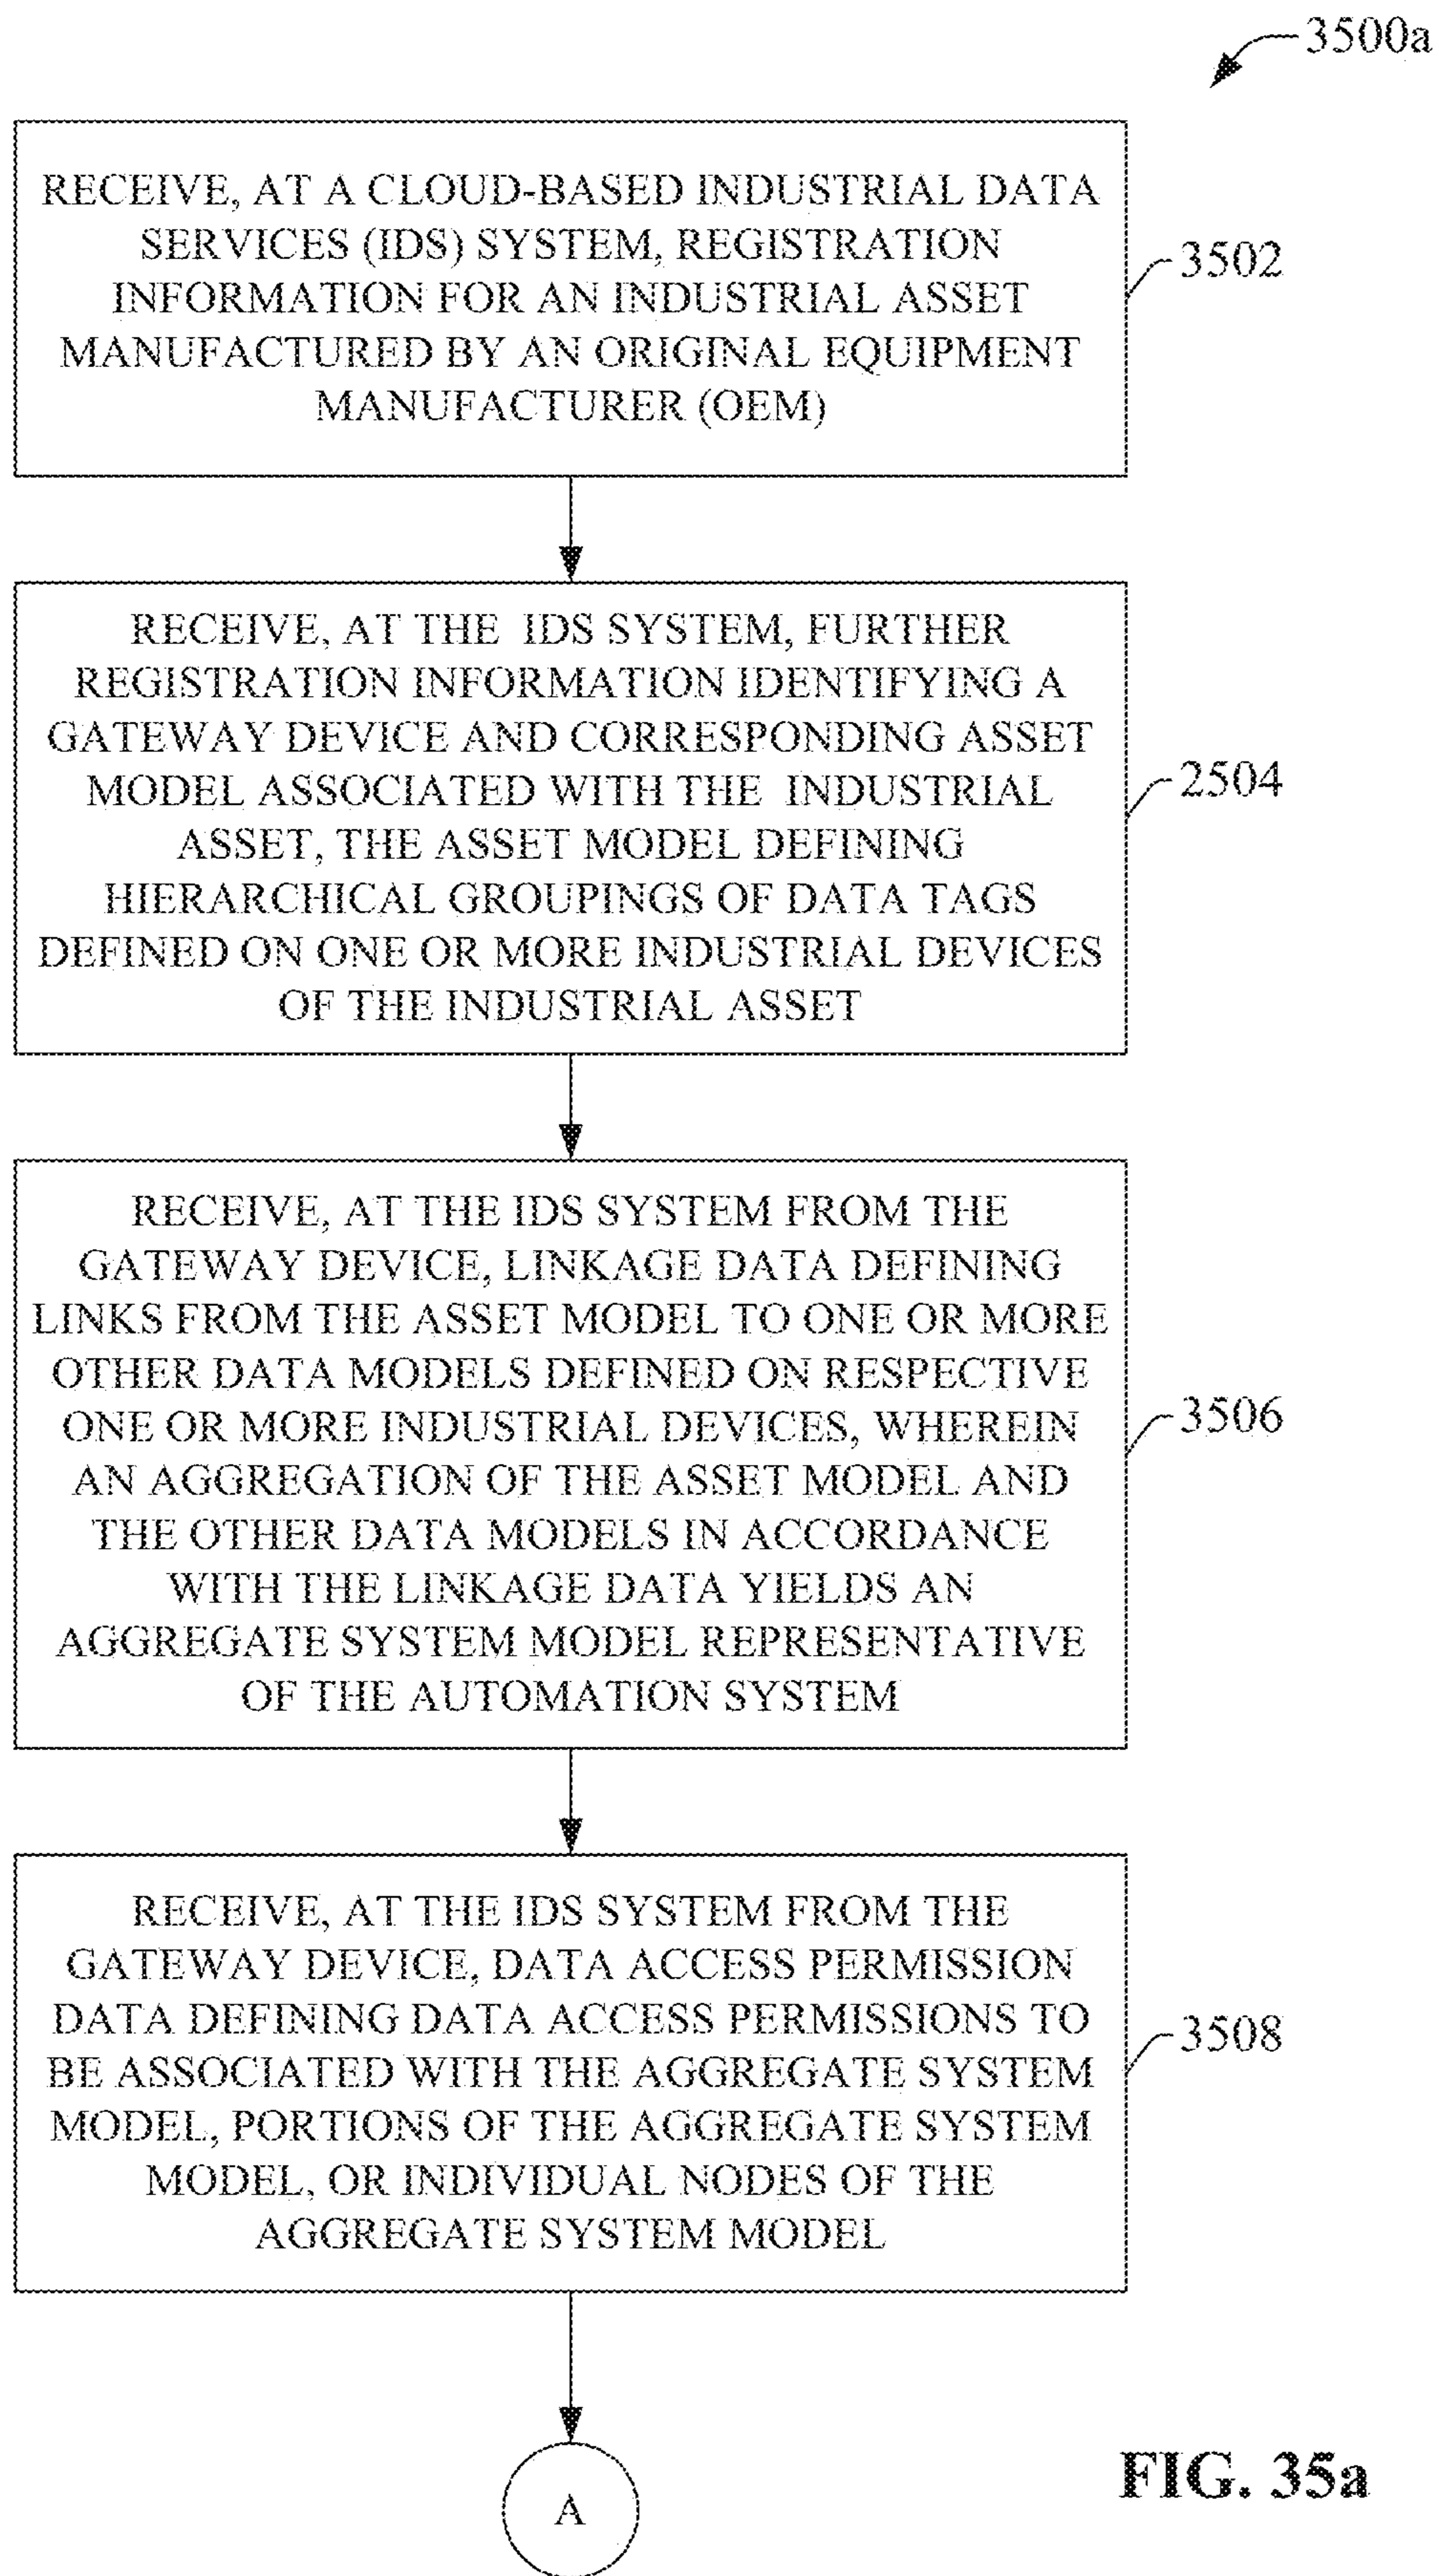 3500a
RECEIVE, AT A CLOUD-BASED INDUSTRIAL DATA
SERVICES (IDS) SYSTEM, REGISTRATION
INFORMATION FOR AN INDUSTRIAL ASSET
MANUFACTURED BY AN ORIGINAL EQUIPMENT
MANUFACTURER (OEM)
3502
RECEIVE, AT THE IDS SYSTEM, FURTHER
REGISTRATION INFORMATION IDENTIFYING A
GATEWAY DEVICE AND CORRESPONDING ASSET
MODEL ASSOCIATED WITH THE INDUSTRIAL
ASSET, THE ASSET MODEL DEFINING
HIERARCHICAL GROUPINGS OF DATA TAGS
DEFINED ON ONE OR MORE INDUSTRIAL DEVICES
OF THE INDUSTRIAL ASSET
2504
RECEIVE, AT THE IDS SYSTEM FROM THE
GATEWAY DEVICE, LINKAGE DATA DEFINING
LINKS FROM THE ASSET MODEL TO ONE OR MORE
OTHER DATA MODELS DEFINED ON RESPECTIVE
ONE OR MORE INDUSTRIAL DEVICES, WHEREIN
AN AGGREGATION OF THE ASSET MODEL AND
THE OTHER DATA MODELS IN ACCORDANCE
WITH THE LINKAGE DATA YIELDS AN
AGGREGATE SYSTEM MODEL REPRESENTATIVE
OF THE AUTOMATION SYSTEM
3506
RECEIVE, AT THE IDS SYSTEM FROM THE
GATEWAY DEVICE, DATA ACCESS PERMISSION
DATA DEFINING DATA ACCESS PERMISSIONS TO
BE ASSOCIATED WITH THE AGGREGATE SYSTEM
MODEL, PORTIONS OF THE AGGREGATE SYSTEM
MODEL, OR INDIVIDUAL NODES OF THE
AGGREGATE SYSTEM MODEL
3508
A
FIG. 35a